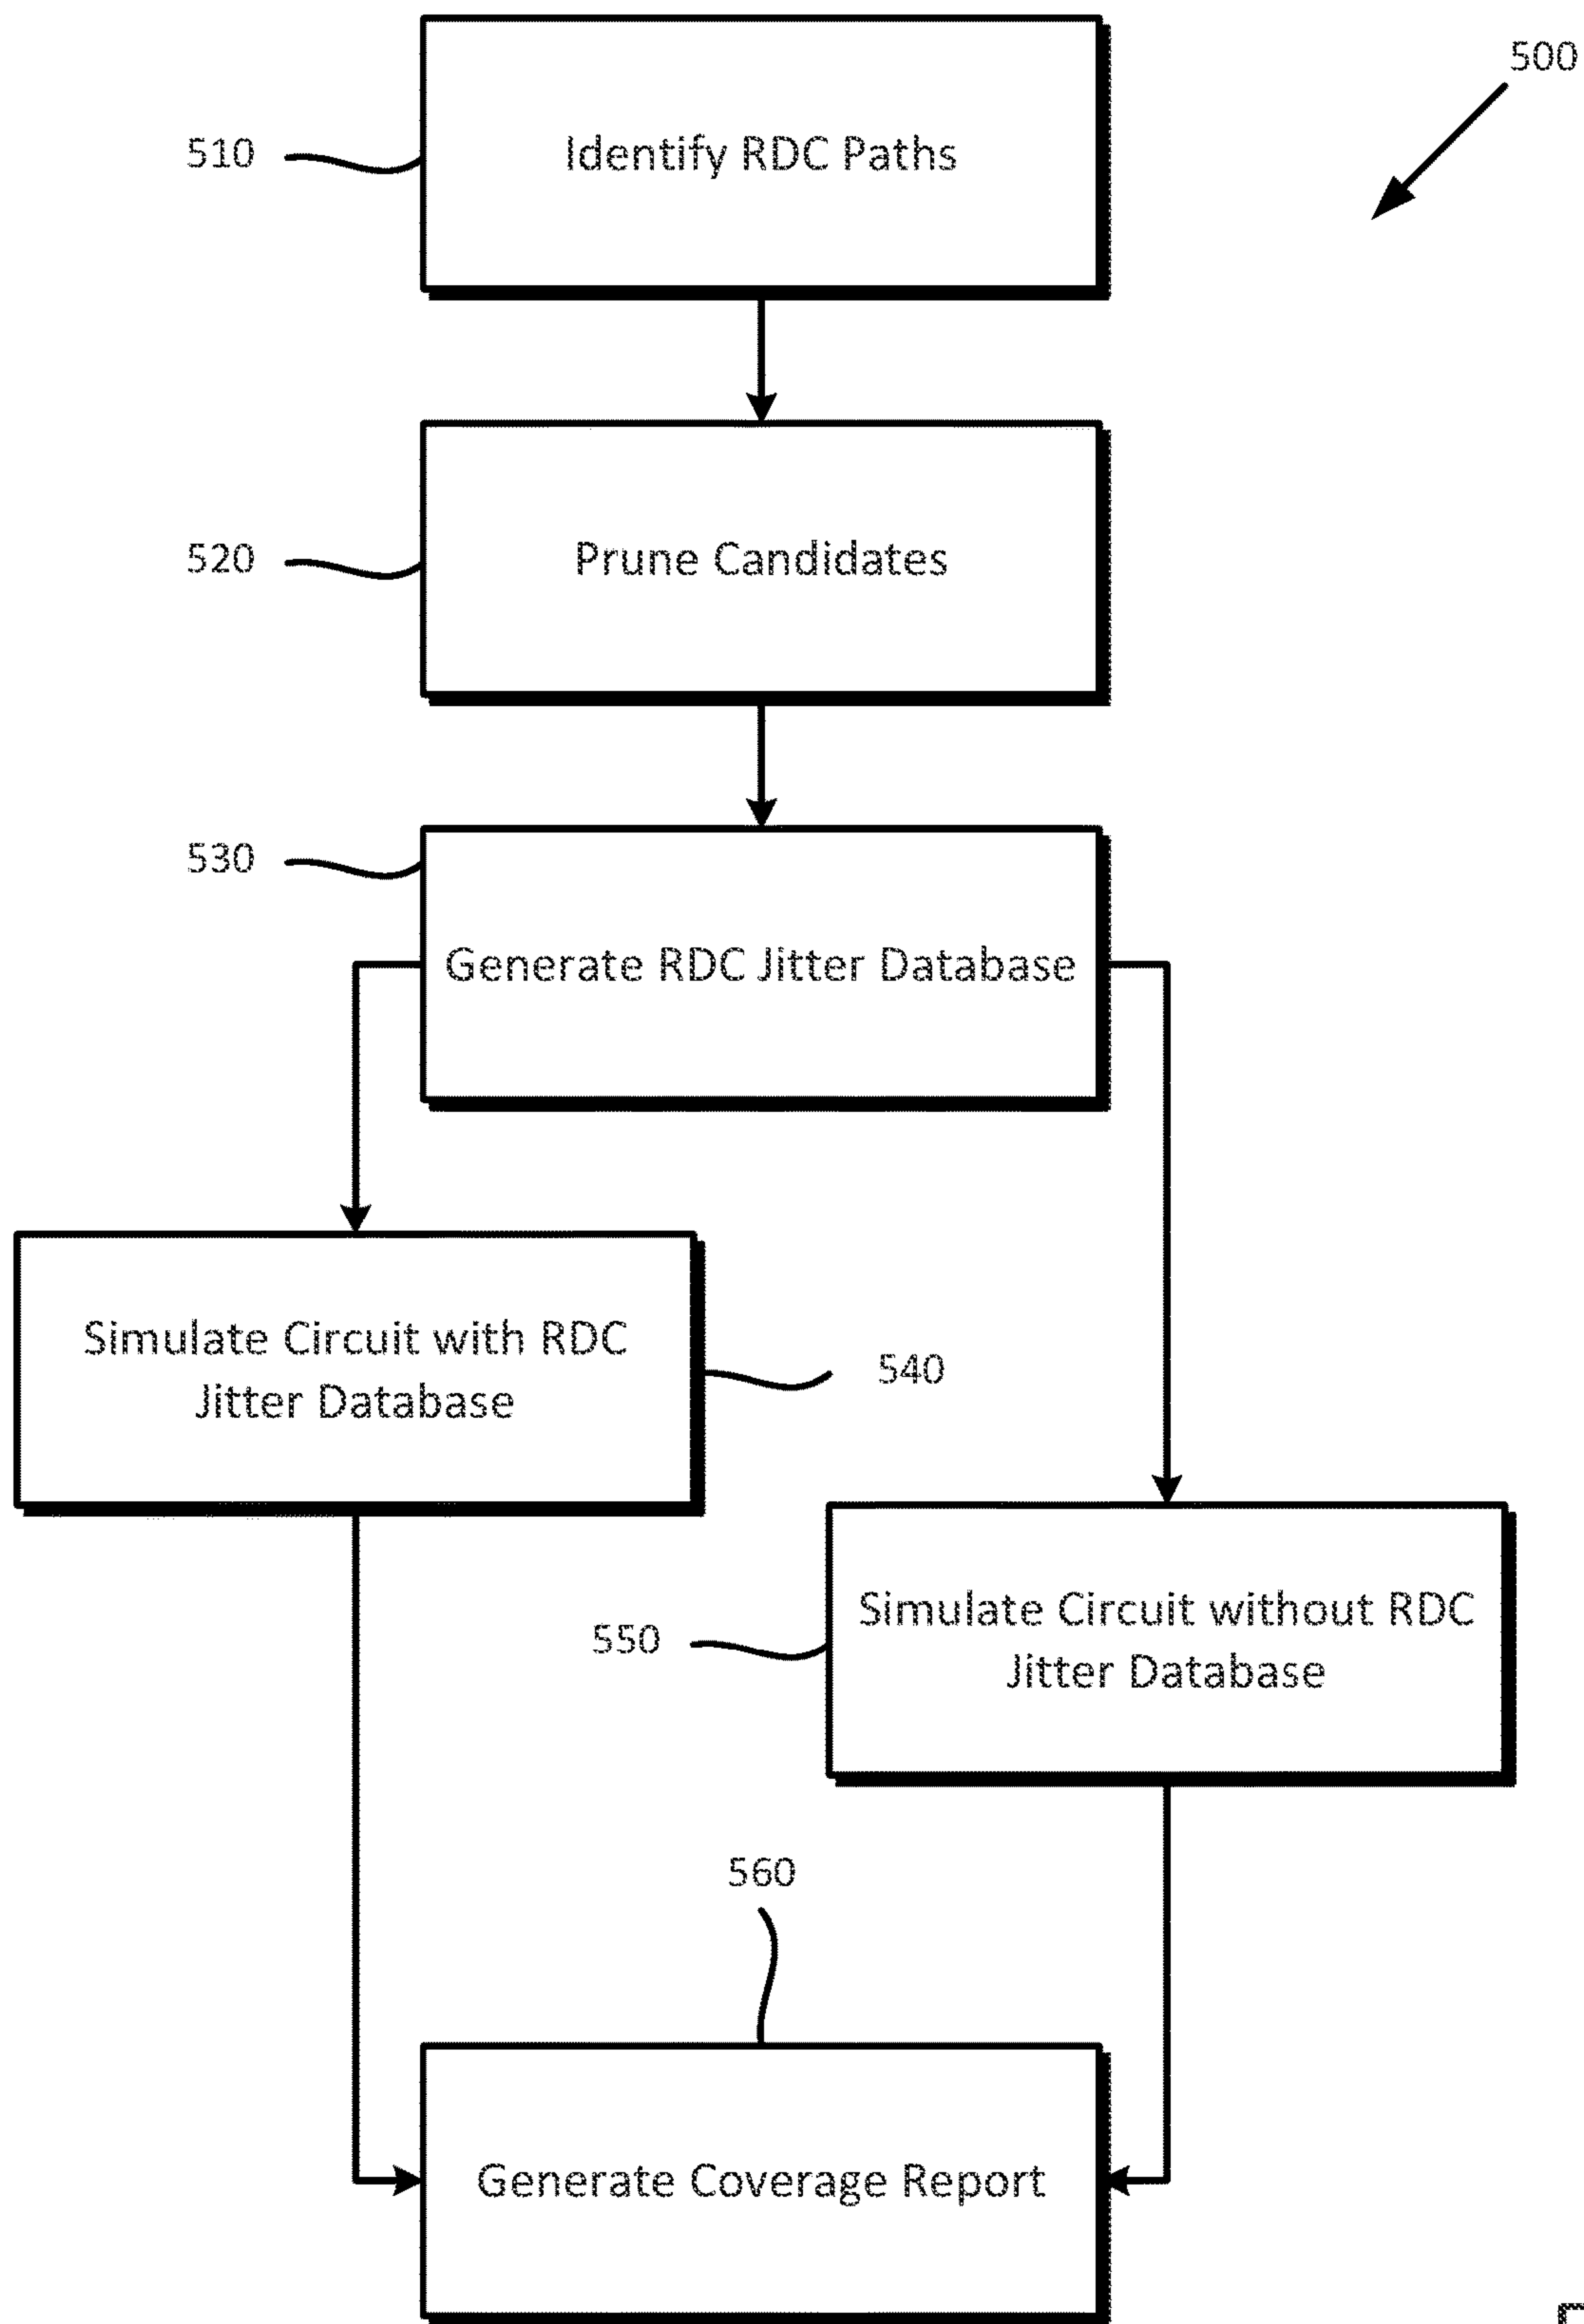 500
510
Identify RDC Paths
520
Prune Candidates
530
Generate RDC Jitter Database
Simulate Circuit with RDC
Jitter Database
540
550
Simulate Circuit without RDC
Jitter Database
560
Generate Coverage Report